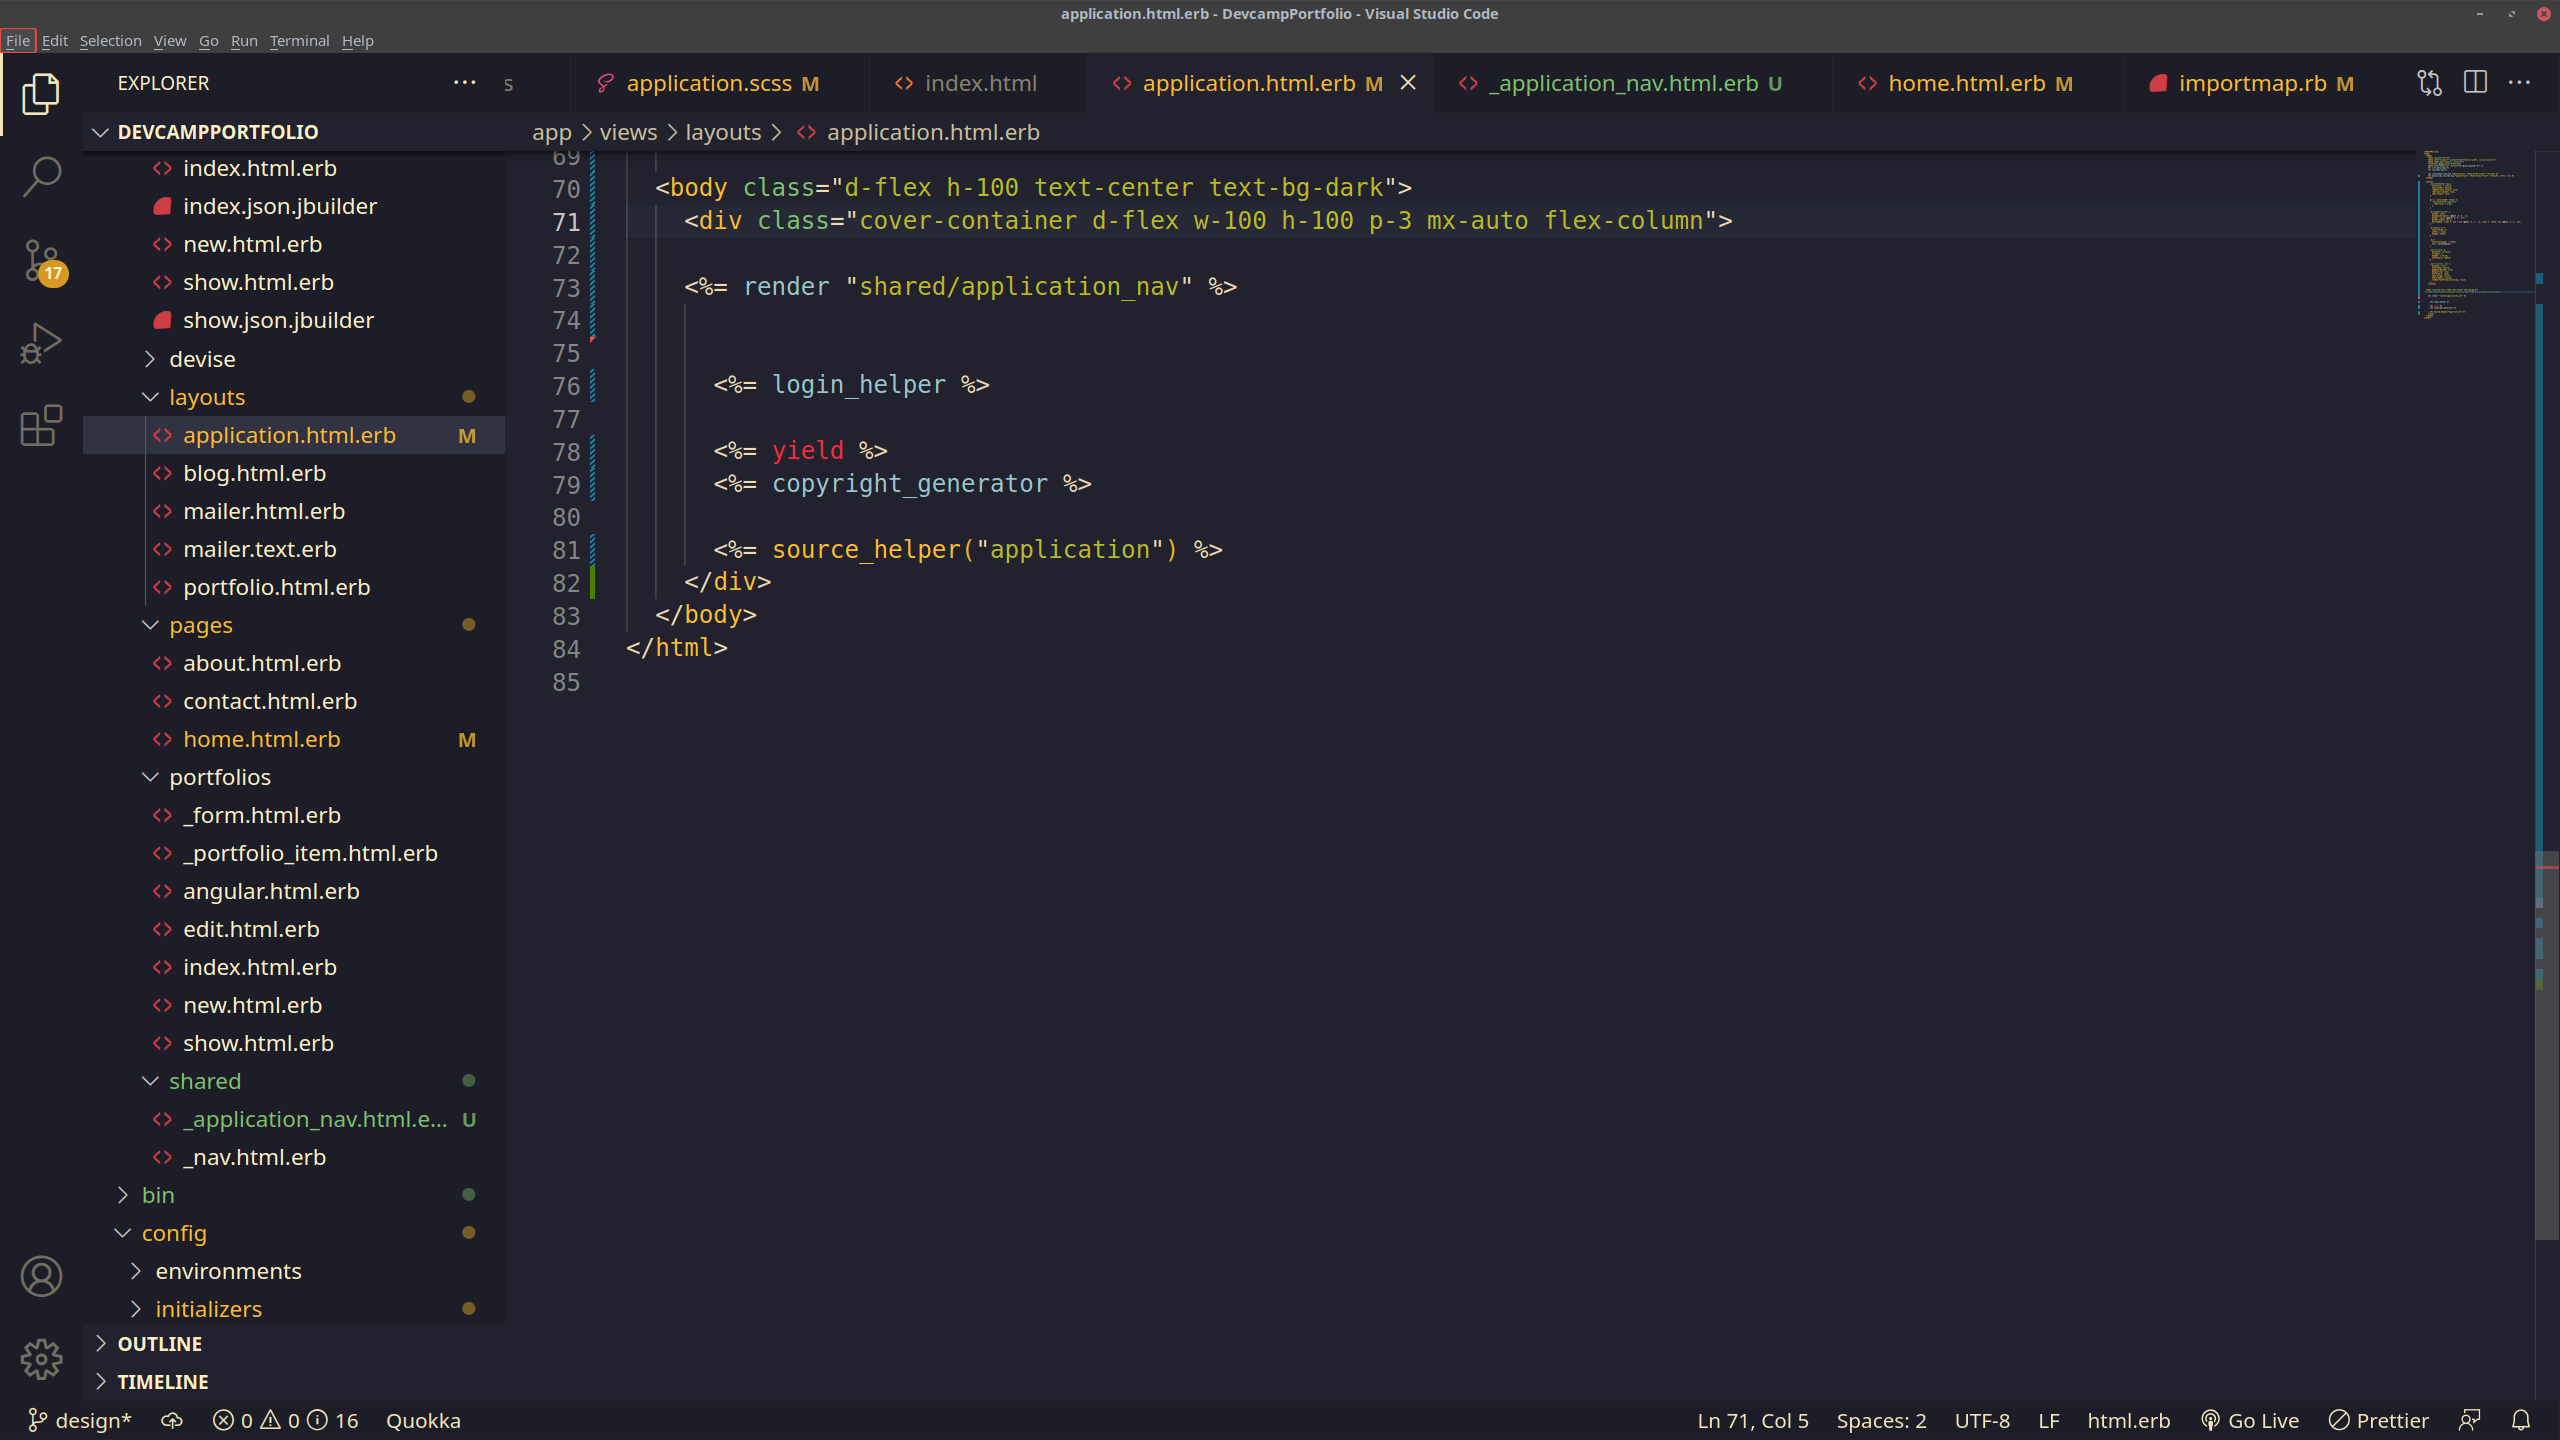 application.html.erb - DevcampPortfolio - Visual Studio Code
File Edit Selection View Go Run Terminal Help
EXPLORER
s
application.scss M
index.html
application.html.erb M
_application_nav.html.erb U
home.html.erb M
importmap.rb M
DEVCAMPPORTFOLIO
app > views > layouts > application.html.erb
index.html.erb
index.json.jbuilder
new.html.erb
show.html.erb
show.json.jbuilder
devise
layouts
application.html.erb M
blog.html.erb
mailer.html.erb
mailer.text.erb
portfolio.html.erb
pages
about.html.erb
contact.html.erb
home.html.erb M
portfolios
_form.html.erb
_portfolio_item.html.erb
angular.html.erb
edit.html.erb
index.html.erb
new.html.erb
show.html.erb
shared
_application_nav.html.e... U
_nav.html.erb
bin
config
environments
initializers
OUTLINE
TIMELINE
17
69
70 <body class="d-flex h-100 text-center text-bg-dark">
71 <div class="cover-container d-flex w-100 h-100 p-3 mx-auto flex-column">
72
73 <%= render "shared/application_nav" %>
74
75
76 <%= login_helper %>
77
78 <%= yield %>
79 <%= copyright_generator %>
80
81 <%= source_helper("application") %>
82 </div>
83 </body>
84 </html>
85
design* 0 0 16 Quokka
Ln 71, Col 5 Spaces: 2 UTF-8 LF html.erb Go Live Prettier